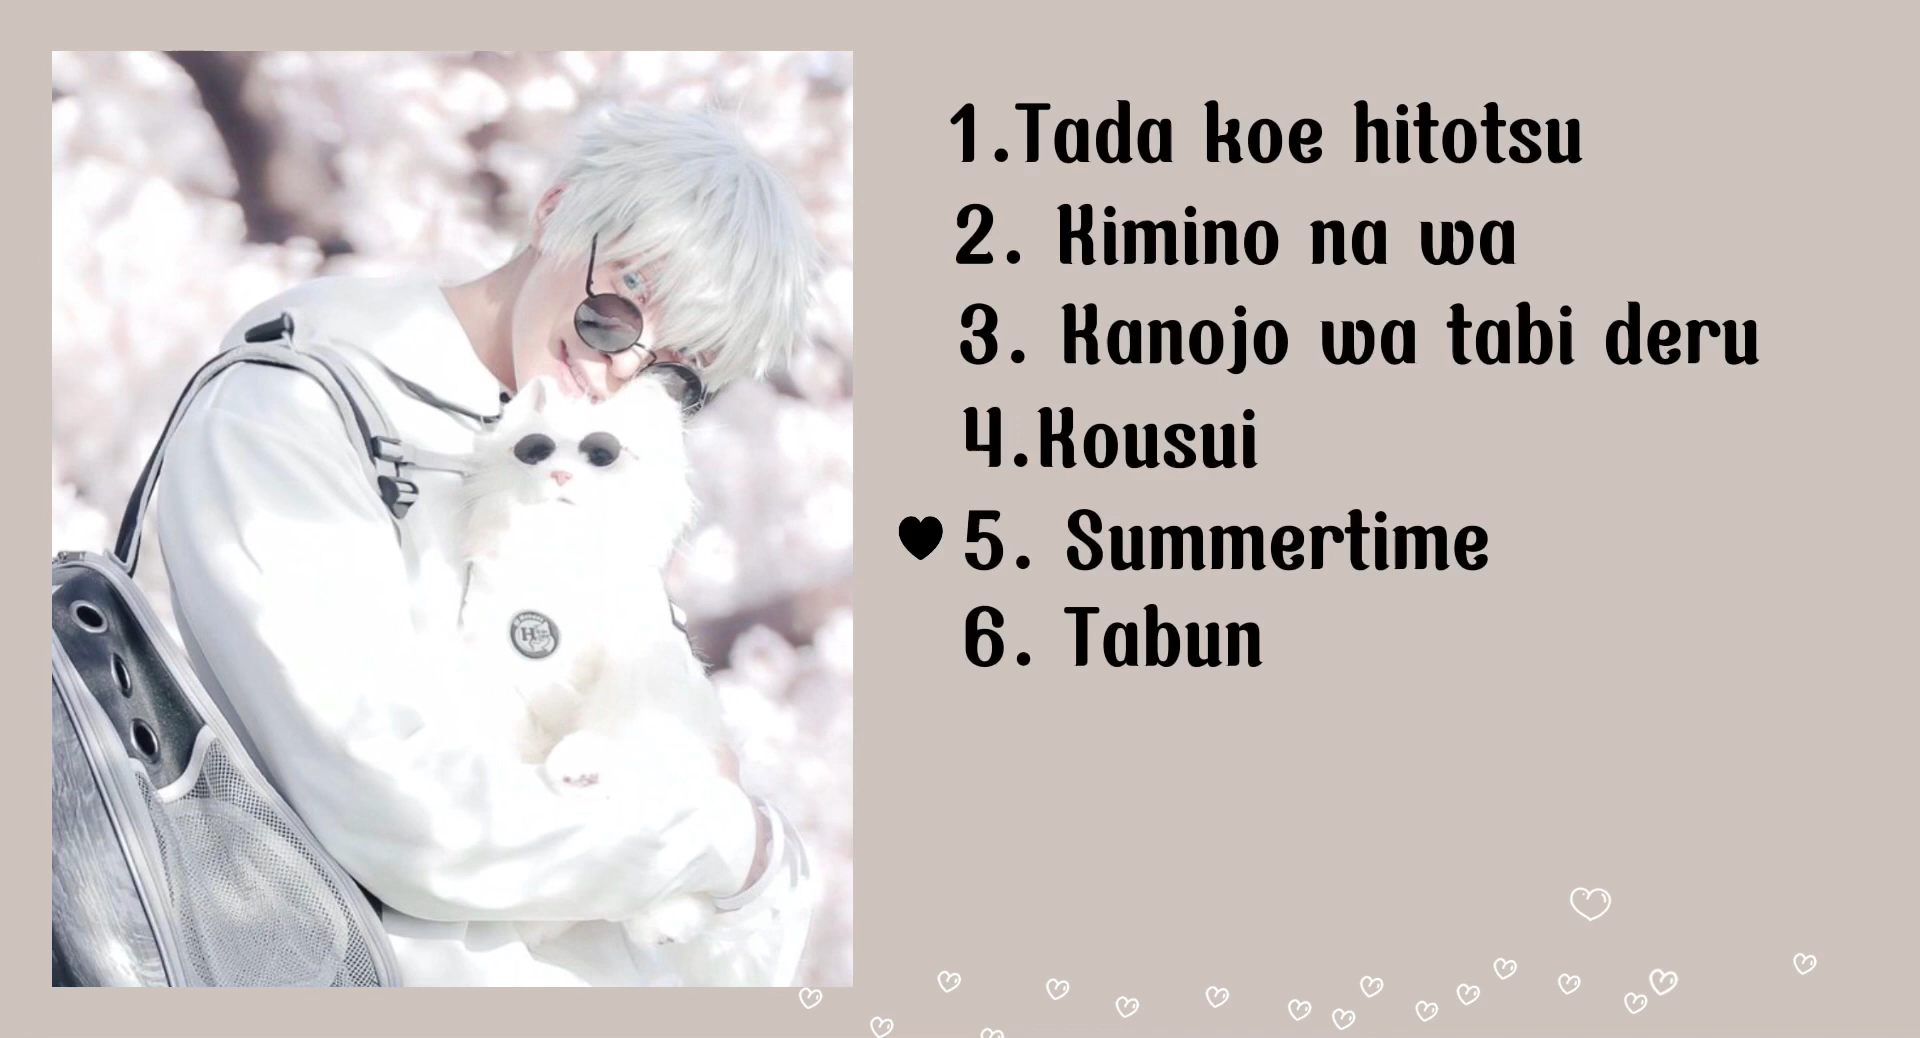 1.Tada koe hitotsu
2. Kimino na wa
3. Kanojo wa tabi deru
4.Kousui
5. Summertime
6. Tabun